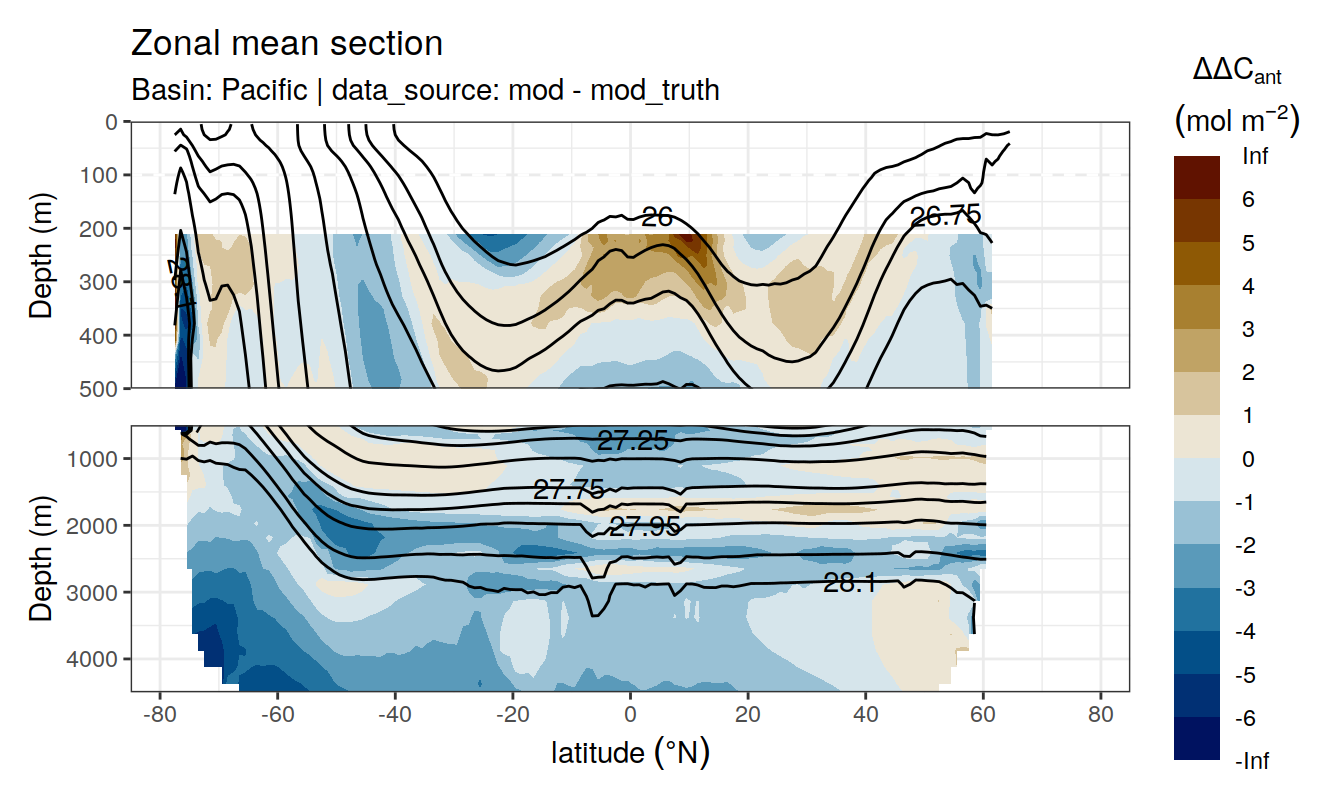 Zonal mean section
Basin: Pacific | data_source: mod - mod_truth
ΔΔCant
(mol m−2)
Inf
6
5
4
3
2
1
0
-1
-2
-3
-4
-5
-6
-Inf
Depth (m)
0
100
200
300
400
500
26
26.75
Depth (m)
1000
2000
3000
4000
27.25
27.75
27.95
28.1
-80 -60 -40 -20 0 20 40 60 80
latitude (°N)